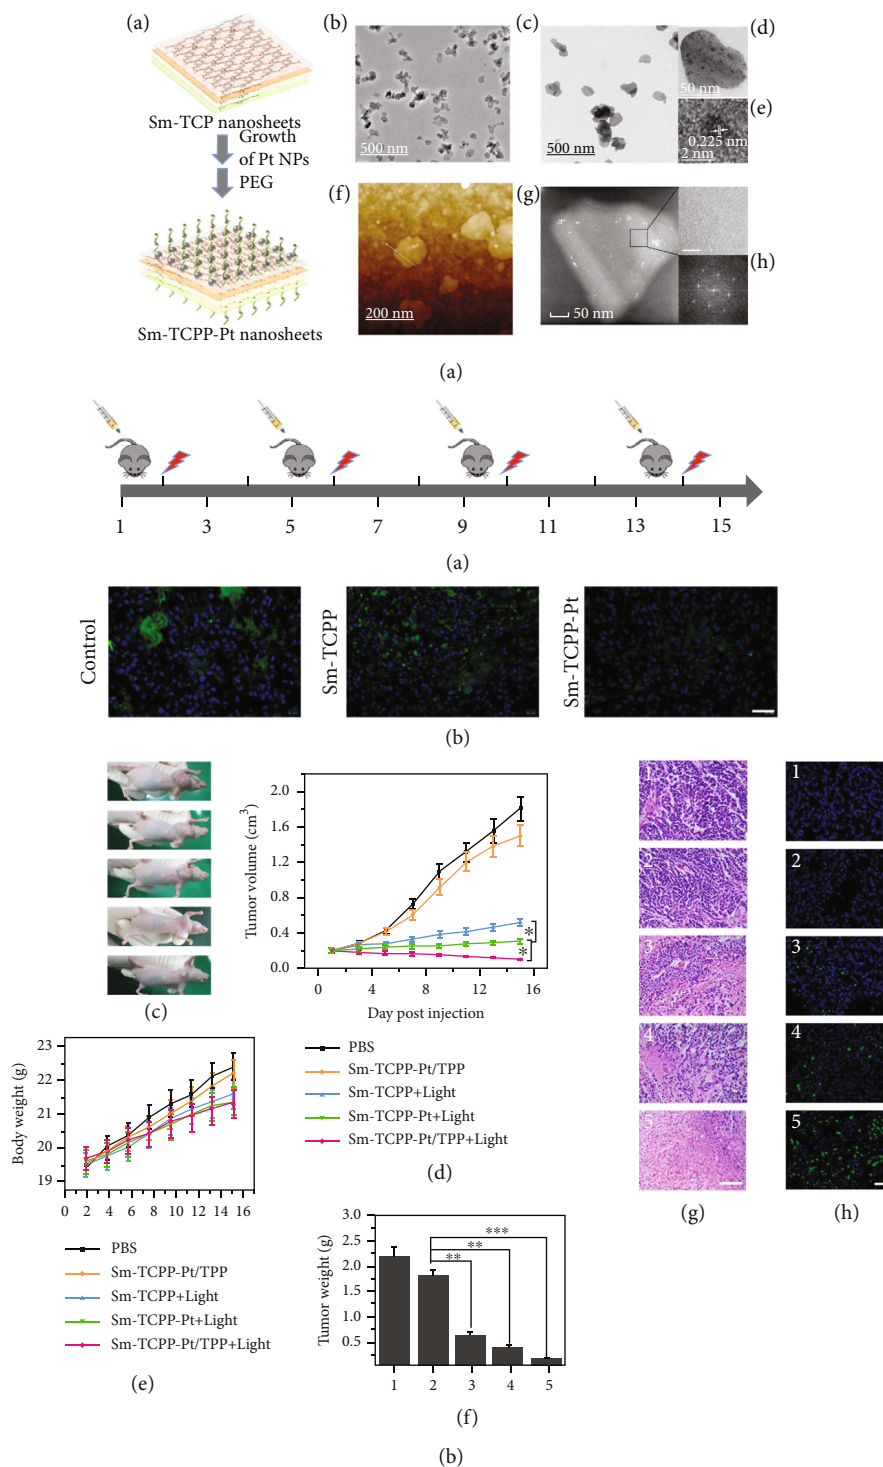 (a)
Sm-TCP nanosheets
Growth
of Pt NPs
PEG
Sm-TCPP-Pt nanosheets
(b)
500 nm
(c)
500 nm
(d)
50 nm
(e)
0.225 nm
2 nm
(f)
200 nm
(g)
50 nm
(h)
(a)
1 3 5 7 9 11 13 15
(a)
Control
Sm-TCPP
Sm-TCPP-Pt
(b)
(c)
Tumor volume (cm3)
2.0
1.6
1.2
0.8
0.4
0.0
*
*
0 4 8 12 16
Day post injection
PBS
Sm-TCPP-Pt/TPP
Sm-TCPP+Light
Sm-TCPP-Pt+Light
Sm-TCPP-Pt/TPP+Light
(d)
Body weight (g)
23
22
21
20
19
0 2 4 6 8 10 12 14 16
PBS
Sm-TCPP-Pt/TPP
Sm-TCPP+Light
Sm-TCPP-Pt+Light
Sm-TCPP-Pt/TPP+Light
(e)
Tumor weight (g)
3.0
2.5
2.0
1.5
1.0
0.5
***
**
**
1 2 3 4 5
(f)
1
2
3
4
5
(g)
1
2
3
4
5
(h)
(b)